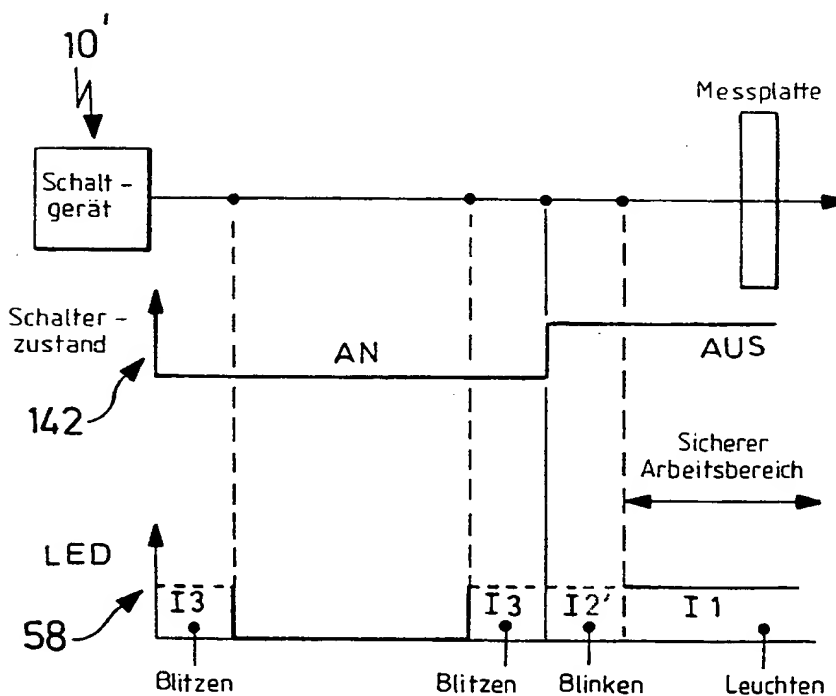 10'
Messplatte
Schalt-
gerät
Schalter-
zustand
AN
AUS
142
Sicherer
Arbeitsbereich
LED
I3
I3
I2'
I1
58
Blitzen
Blitzen
Blinken
Leuchten